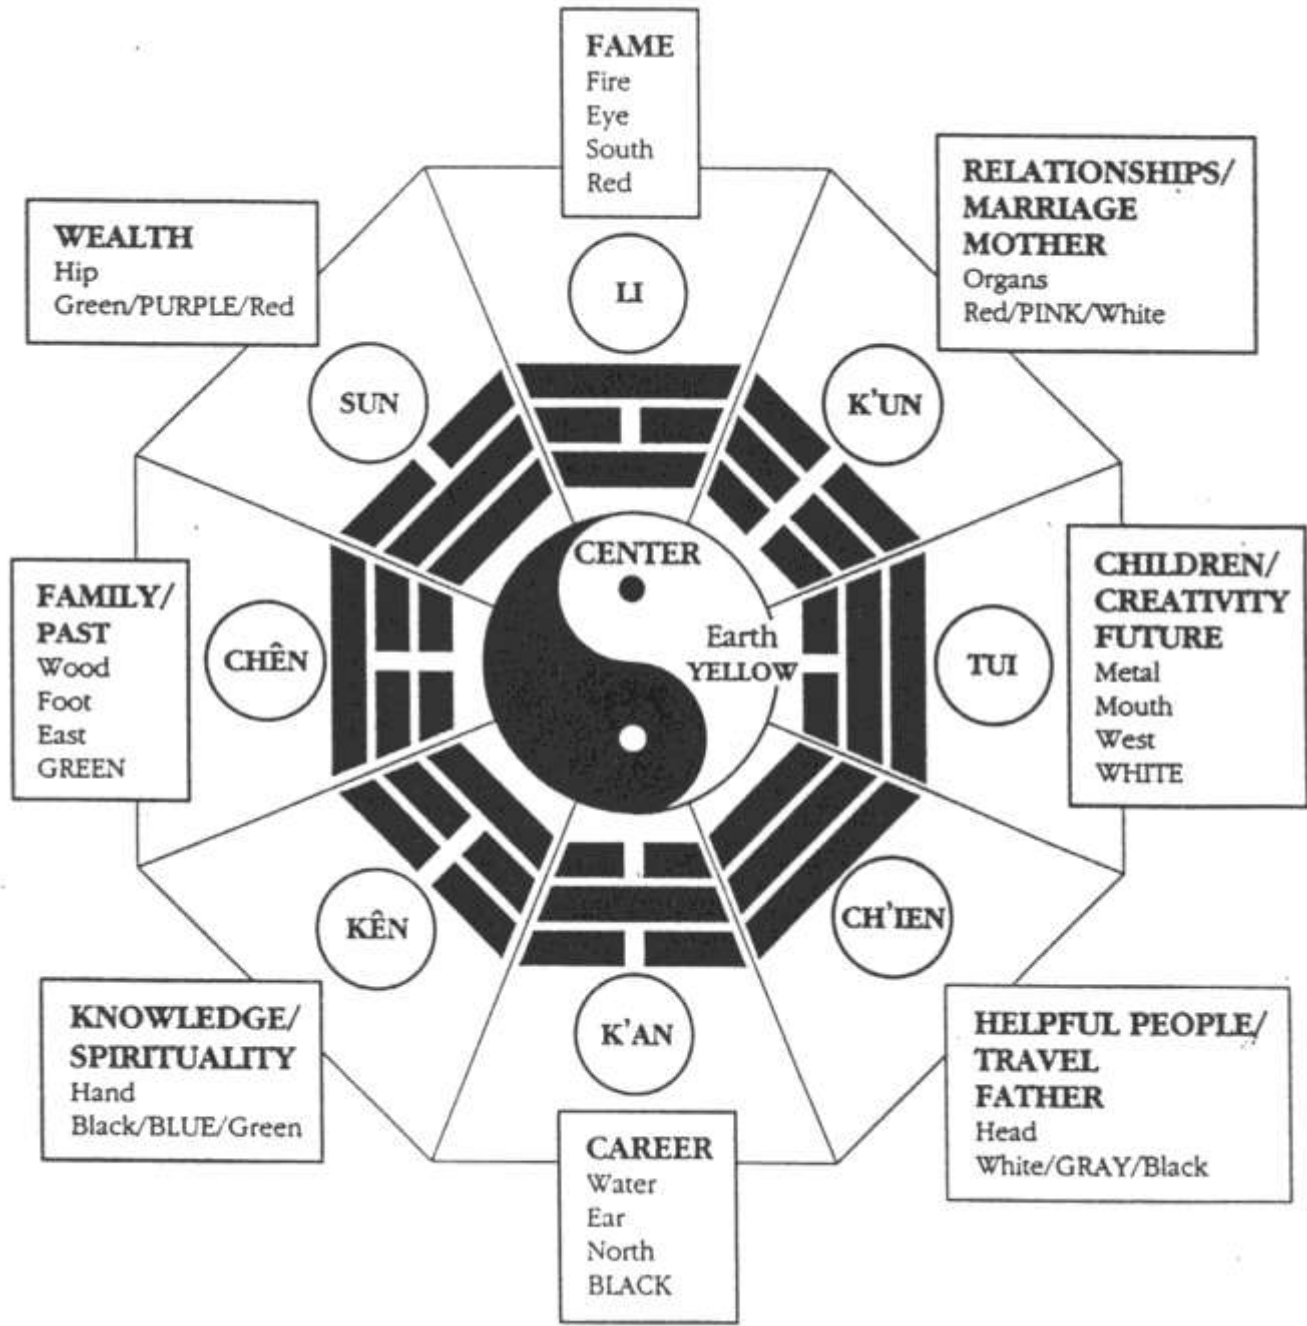 FAME
Fire
Eye
South
Red
RELATIONSHIPS/
MARRIAGE
MOTHER
Organs
Red/PINK/White
WEALTH
Hip
Green/PURPLE/Red
LI
SUN
K'UN
CENTER
Earth
YELLOW
FAMILY/
PAST
Wood
Foot
East
GREEN
CHÊN
TUI
CHILDREN/
CREATIVITY
FUTURE
Metal
Mouth
West
WHITE
KÊN
CH'IEN
K'AN
KNOWLEDGE/
SPIRITUALITY
Hand
Black/BLUE/Green
HELPFUL PEOPLE/
TRAVEL
FATHER
Head
White/GRAY/Black
CAREER
Water
Ear
North
BLACK